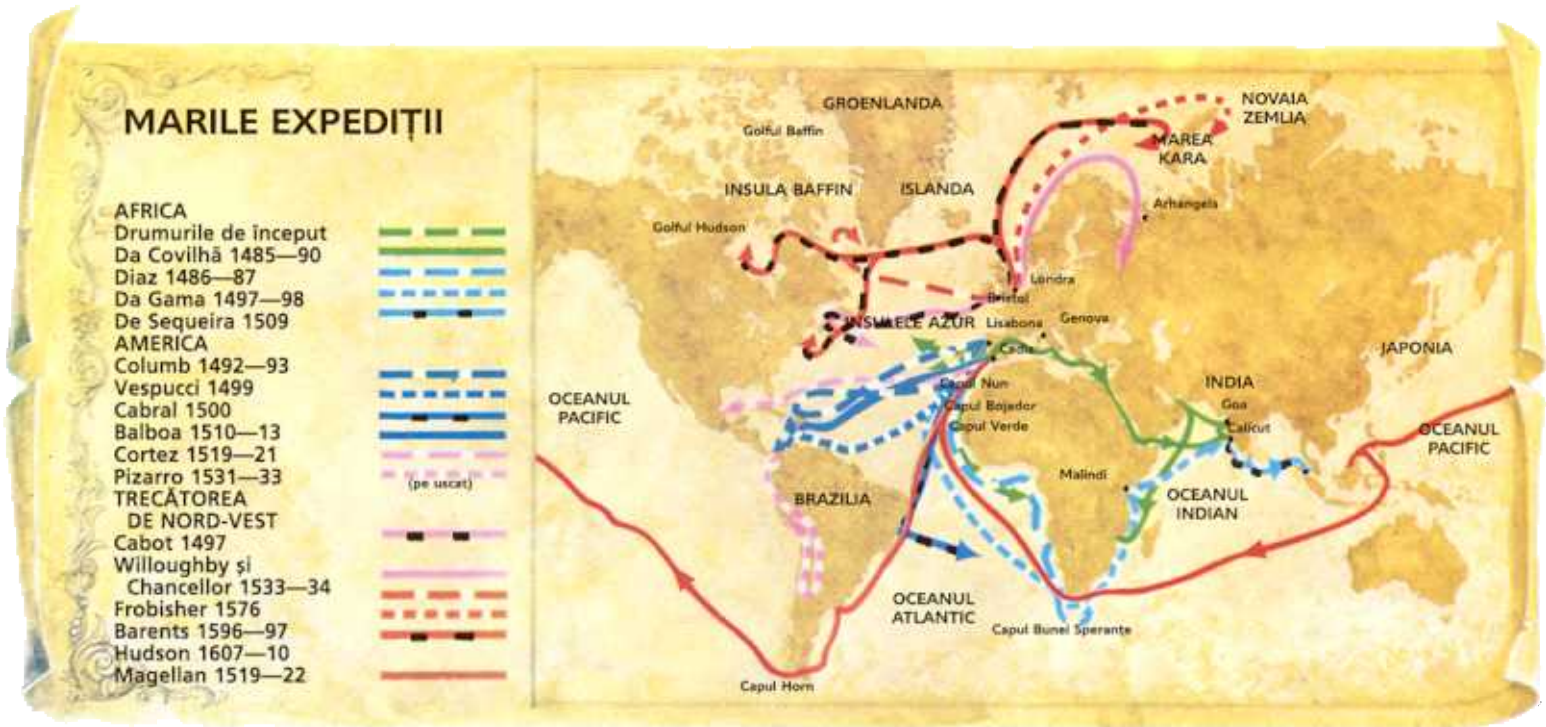 MARILE EXPEDIȚII
AFRICA
Drumurile de început
Da Covilhă 1485—90
Diaz 1486—87
Da Gama 1497—98
De Sequeira 1509
AMERICA
Columb 1492—93
Vespucci 1499
Cabral 1500
Balboa 1510—13
Cortez 1519—21
Pizarro 1531—33
(pe uscat)
TRECĂTOREA
DE NORD-VEST
Cabot 1497
Willoughby și
Chancellor 1533—34
Frobisher 1576
Barents 1596—97
Hudson 1607—10
Magellan 1519—22
GROENLANDA
NOVAIA
ZEMLIA
Golful Baffin
MAREA
KARA
INSULA BAFFIN
ISLANDA
Arhangels
Golful Hudson
Londra
Bristol
INSULELE AZUR
Lisabona
Genova
Cadis
JAPONIA
OCEANUL
PACIFIC
Capul Nun
INDIA
Capul Bojador
Goa
Capul Verde
Calicut
OCEANUL
PACIFIC
Malindi
BRAZILIA
OCEANUL
INDIAN
OCEANUL
ATLANTIC
Capul Bunei Speranțe
Capul Horn